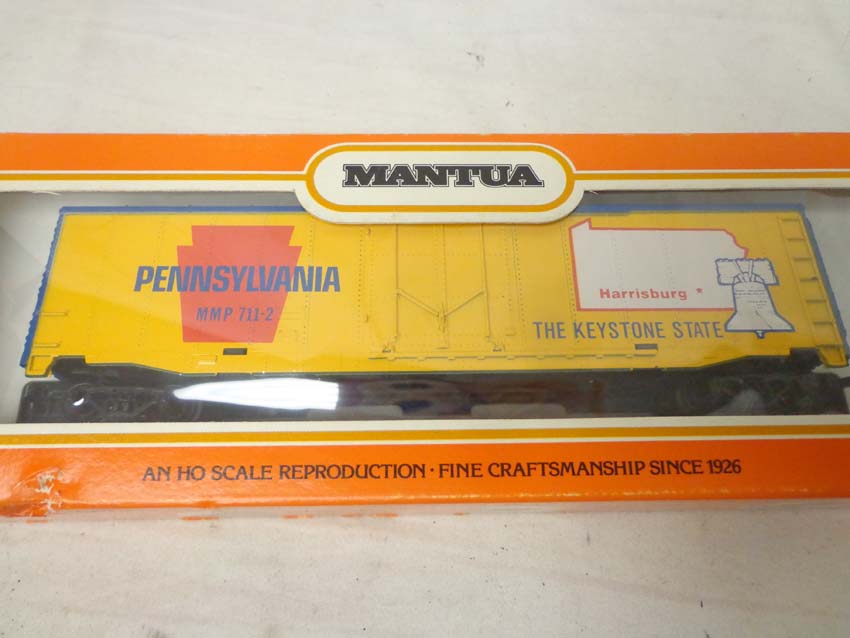 MANTUA
PENNSYLVANIA
MMP 711-2
Harrisburg *
THE KEYSTONE STATE
AN HO SCALE REPRODUCTION · FINE CRAFTSMANSHIP SINCE 1926